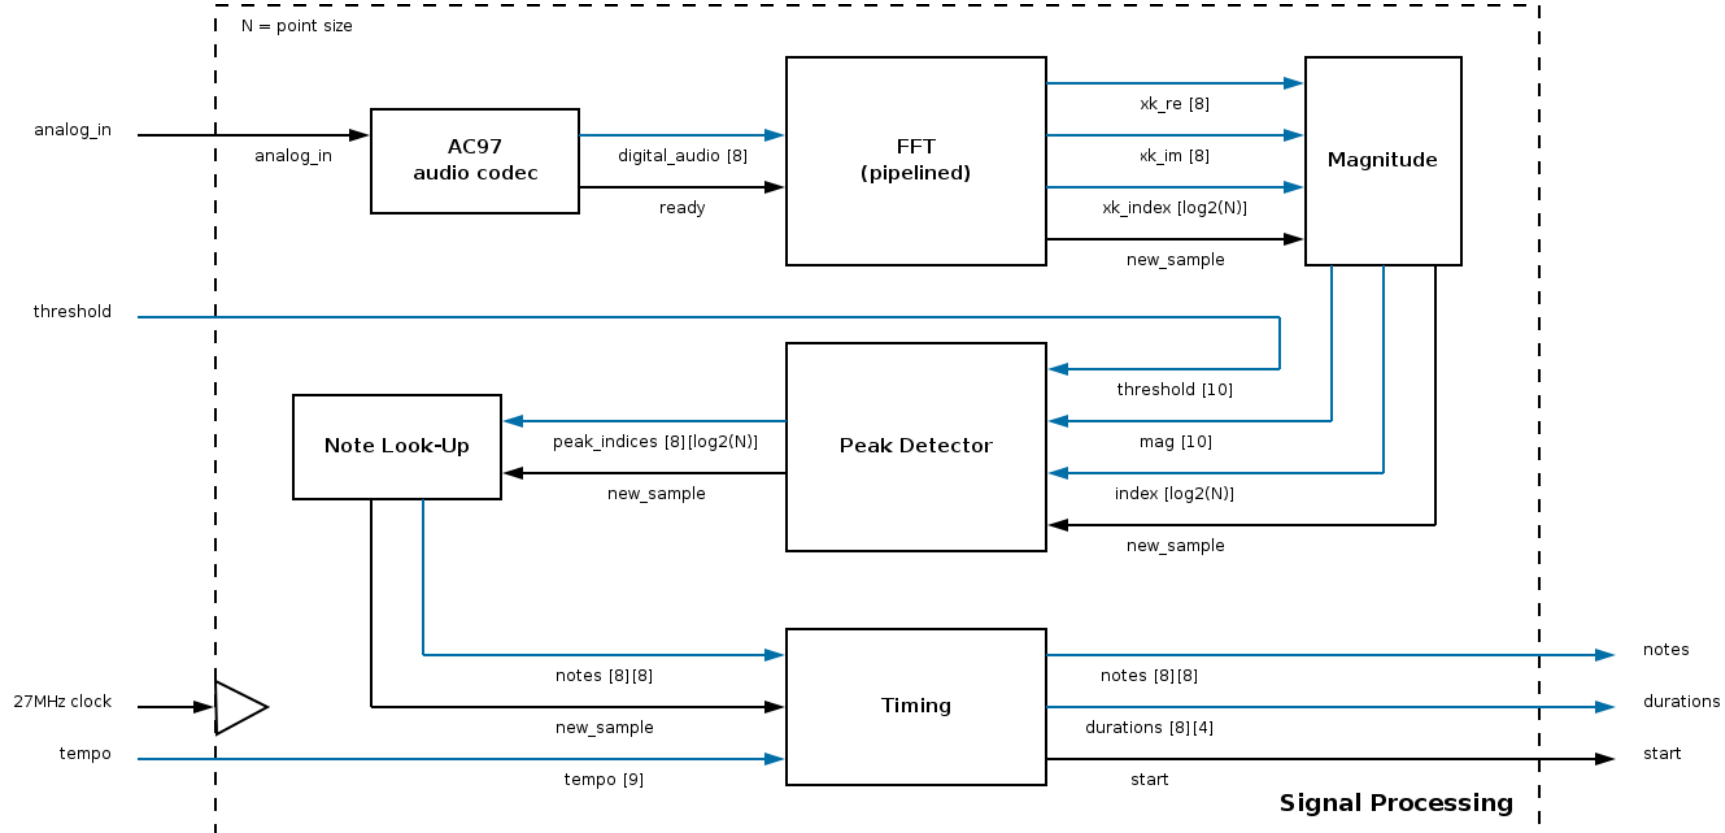 N = point size
analog_in
analog_in
AC97
audio codec
digital_audio [8]
ready
FFT
(pipelined)
xk_re [8]
xk_im [8]
xk_index [log2(N)]
new_sample
Magnitude
threshold
threshold [10]
mag [10]
index [log2(N)]
new_sample
Peak Detector
peak_indices [8][log2(N)]
new_sample
Note Look-Up
notes [8][8]
new_sample
27MHz clock
tempo
tempo [9]
Timing
notes [8][8]
durations [8][4]
start
notes
durations
start
Signal Processing